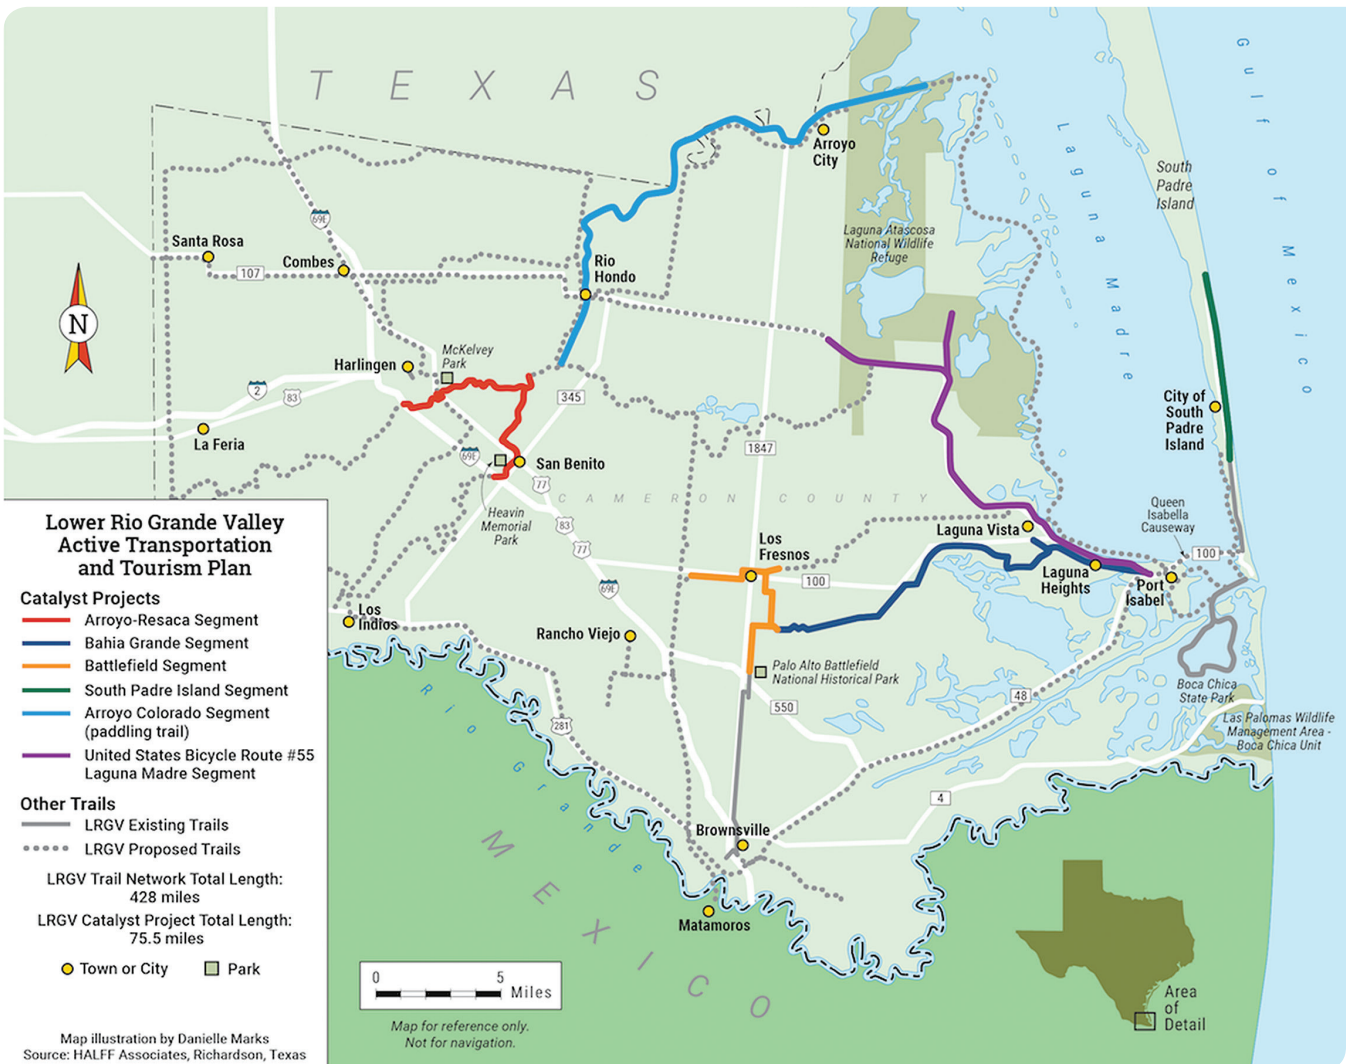 TEXAS
Gulf of Mexico
Laguna Madre
South
Padre
Island
Arroyo
City
Laguna Atascosa
National Wildlife
Refuge
69E
Santa Rosa
Combes
107
Rio
Hondo
N
McKelvey
Park
Harlingen
2
83
345
La Feria
City of
South
Padre
Island
1847
69E
San Benito
77
CAMERON COUNTY
Heavin
Memorial
Park
83
77
Queen
Isabella
Causeway
Laguna Vista
Los
Fresnos
100
100
Laguna
Heights
Port
Isabel
69E
Los
Indios
Rancho Viejo
Palo Alto Battlefield
National Historical Park
550
48
Boca Chica
State Park
Las Palomas Wildlife
Management Area -
Boca Chica Unit
281
Rio Grande
4
Brownsville
Matamoros
MEXICO
Lower Rio Grande Valley
Active Transportation
and Tourism Plan
Catalyst Projects
Arroyo-Resaca Segment
Bahia Grande Segment
Battlefield Segment
South Padre Island Segment
Arroyo Colorado Segment
(paddling trail)
United States Bicycle Route #55
Laguna Madre Segment
Other Trails
LRGV Existing Trails
LRGV Proposed Trails
LRGV Trail Network Total Length:
428 miles
LRGV Catalyst Project Total Length:
75.5 miles
Town or City
Park
Map illustration by Danielle Marks
Source: HALFF Associates, Richardson, Texas
0 5
Miles
Map for reference only.
Not for navigation.
Area
of
Detail